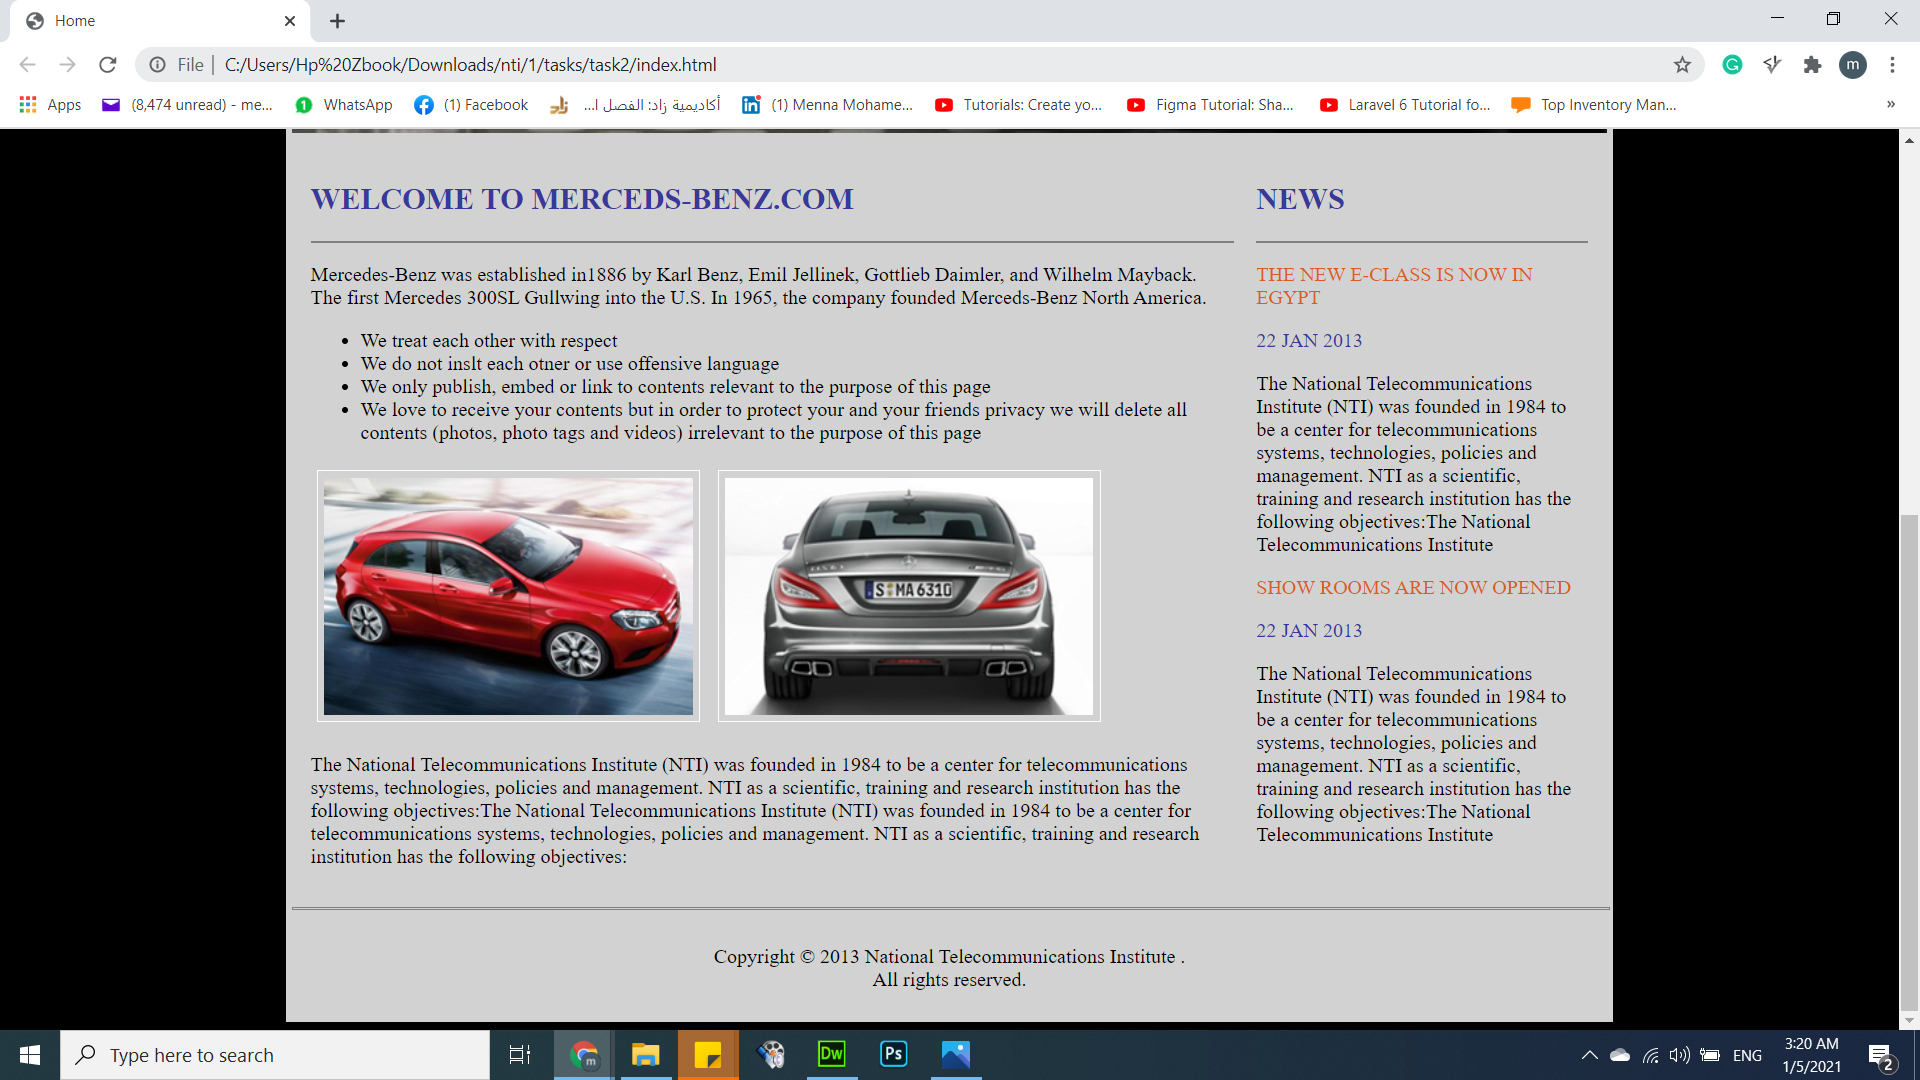 Home
File
C:/Users/Hp%20Zbook/Downloads/nti/1/tasks/task2/index.html
m
Apps
(8,474 unread) - me...
1
WhatsApp
(1) Facebook
أكاديمية زاد: الفصل ا...
(1) Menna Mohame...
Tutorials: Create yo...
Figma Tutorial: Sha...
Laravel 6 Tutorial fo...
Top Inventory Man...
»
WELCOME TO MERCEDS-BENZ.COM
Mercedes-Benz was established in1886 by Karl Benz, Emil Jellinek, Gottlieb Daimler, and Wilhelm Mayback.
The first Mercedes 300SL Gullwing into the U.S. In 1965, the company founded Merceds-Benz North America.
We treat each other with respect
We do not inslt each otner or use offensive language
We only publish, embed or link to contents relevant to the purpose of this page
We love to receive your contents but in order to protect your and your friends privacy we will delete all
contents (photos, photo tags and videos) irrelevant to the purpose of this page
S MA 6310
The National Telecommunications Institute (NTI) was founded in 1984 to be a center for telecommunications
systems, technologies, policies and management. NTI as a scientific, training and research institution has the
following objectives:The National Telecommunications Institute (NTI) was founded in 1984 to be a center for
telecommunications systems, technologies, policies and management. NTI as a scientific, training and research
institution has the following objectives:
NEWS
THE NEW E-CLASS IS NOW IN
EGYPT
22 JAN 2013
The National Telecommunications
Institute (NTI) was founded in 1984 to
be a center for telecommunications
systems, technologies, policies and
management. NTI as a scientific,
training and research institution has the
following objectives:The National
Telecommunications Institute
SHOW ROOMS ARE NOW OPENED
22 JAN 2013
The National Telecommunications
Institute (NTI) was founded in 1984 to
be a center for telecommunications
systems, technologies, policies and
management. NTI as a scientific,
training and research institution has the
following objectives:The National
Telecommunications Institute
Copyright © 2013 National Telecommunications Institute .
All rights reserved.
Type here to search
m
Dw
Ps
ENG
3:20 AM
1/5/2021
2